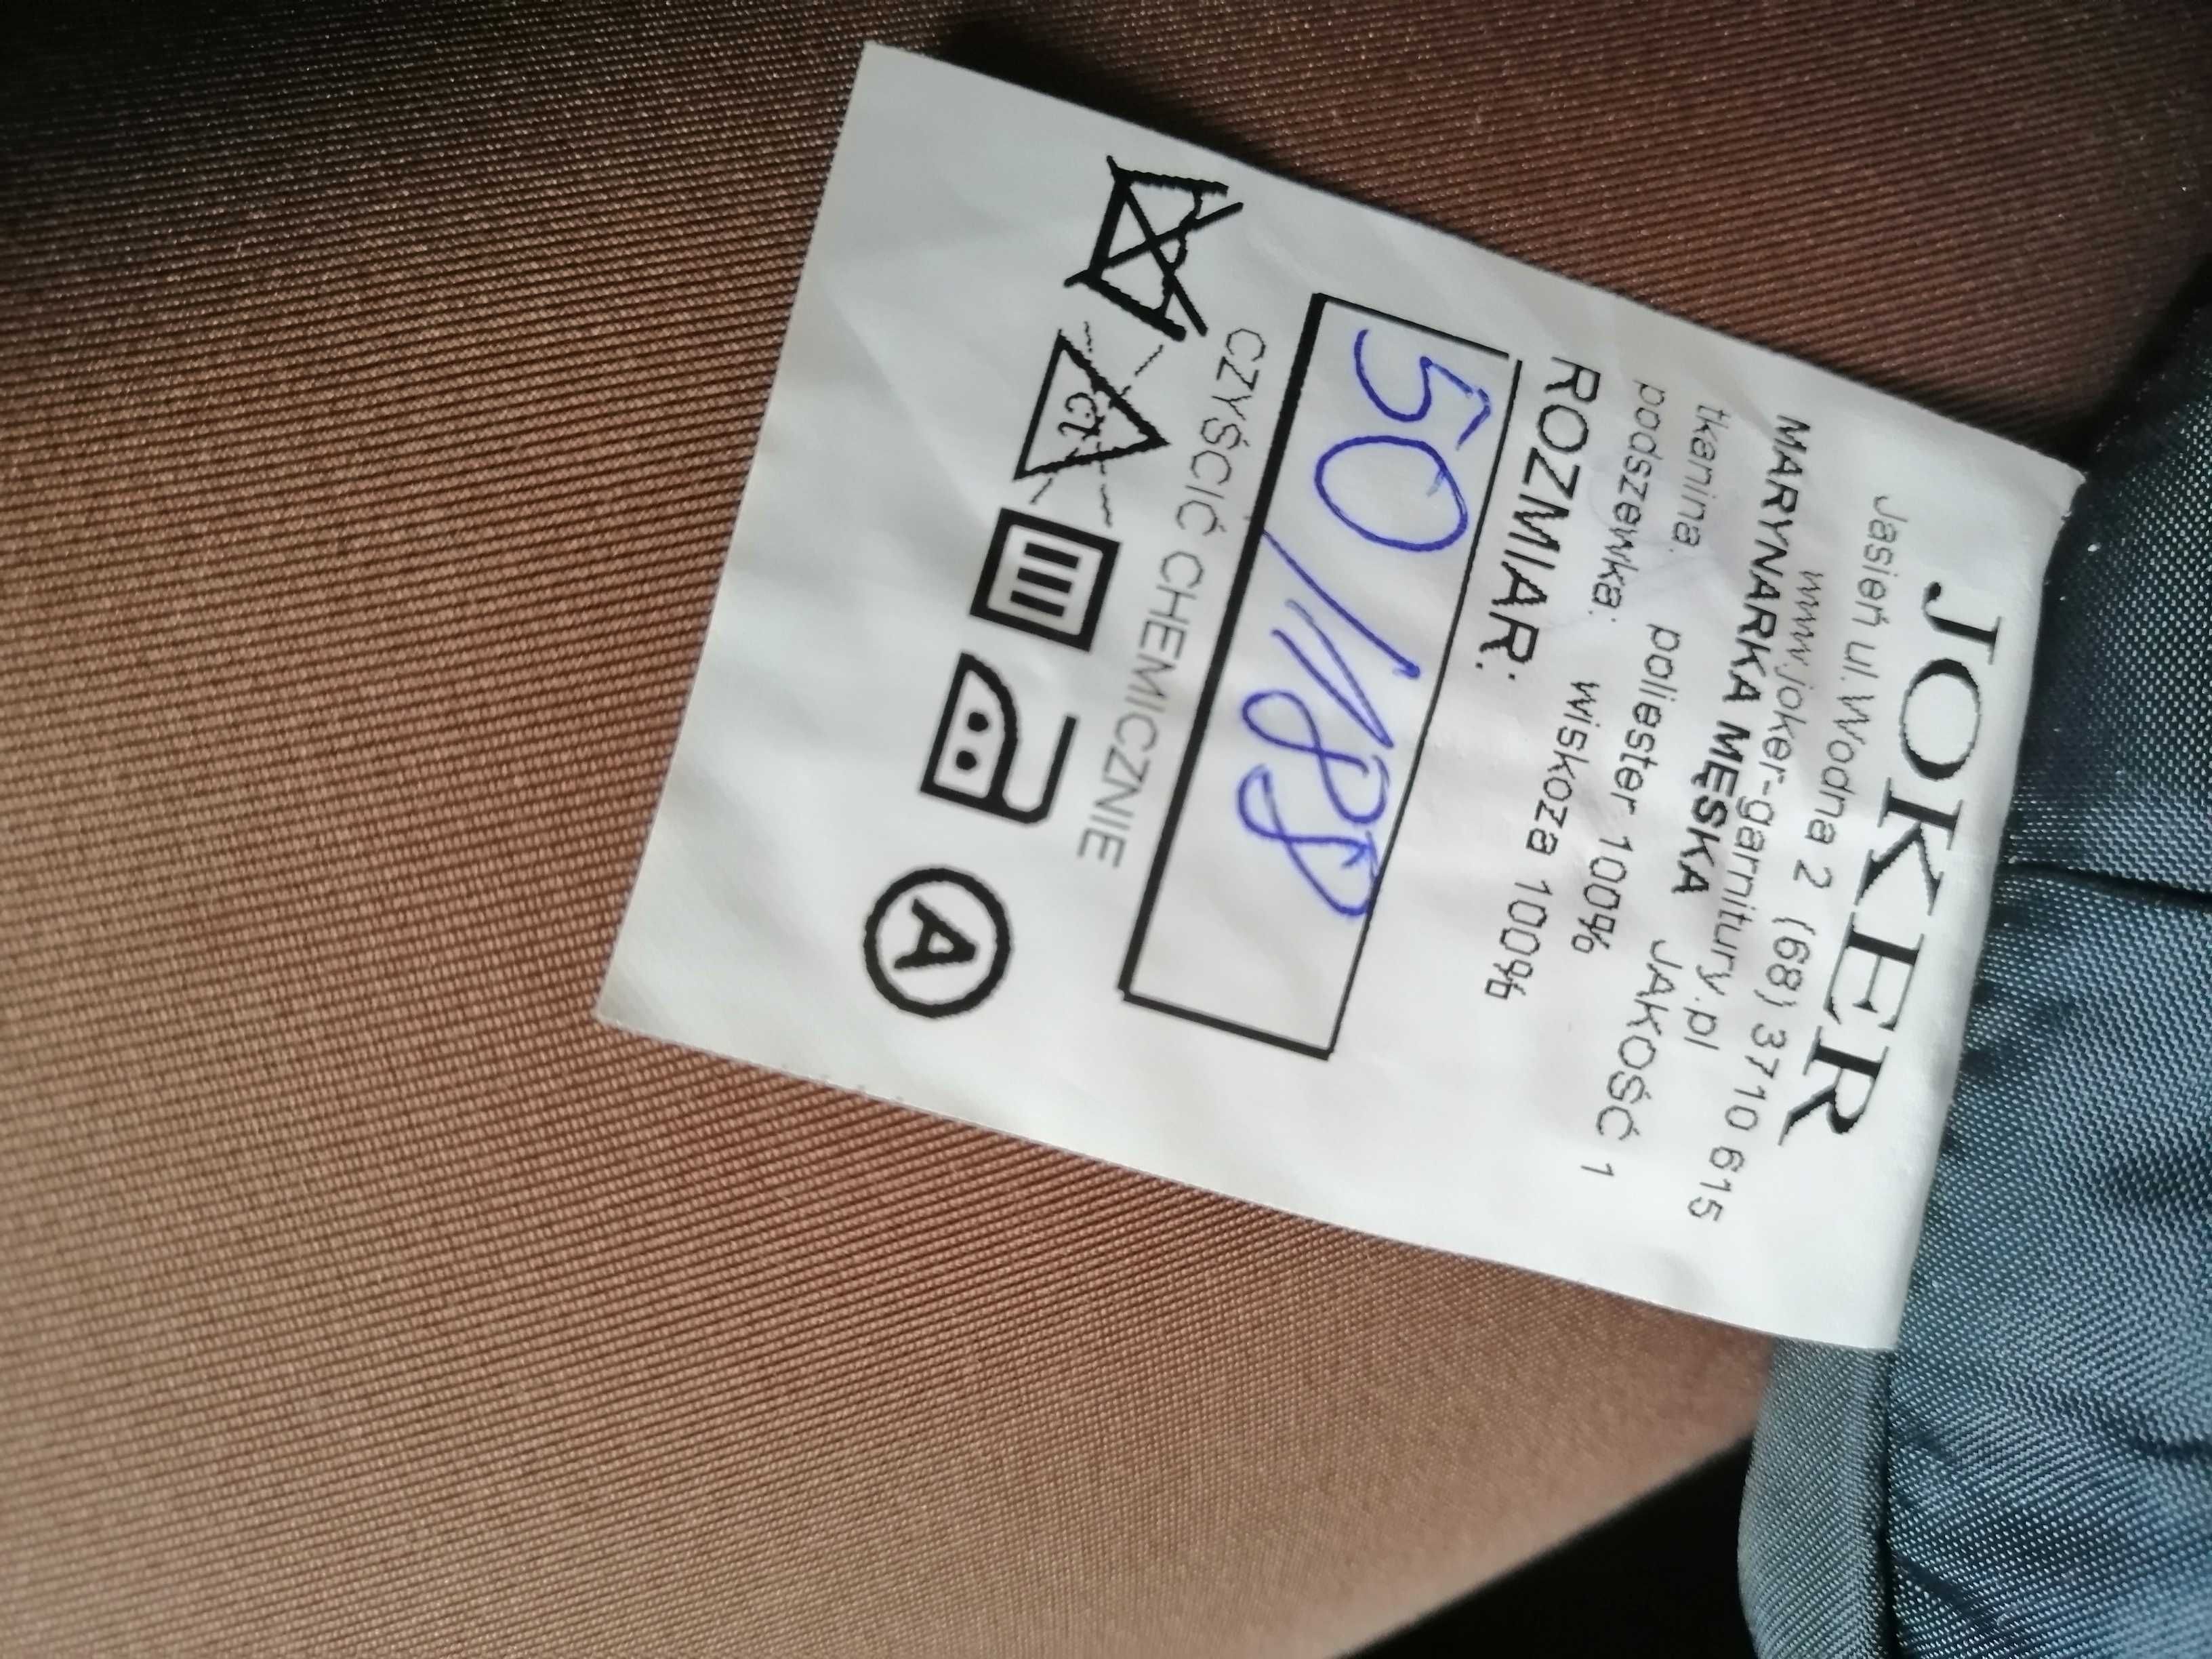 JOKER
Jasień ul.Wodna 2 (68) 3710 615
www.joker-garnitury.pl
MARYNARKA MĘSKA JAKOŚĆ 1
tkanina: poliester 100%
podszewka: wiskoza 100%
ROZMIAR:
50/188
CZYŚCIĆ CHEMICZNIE
cl
A